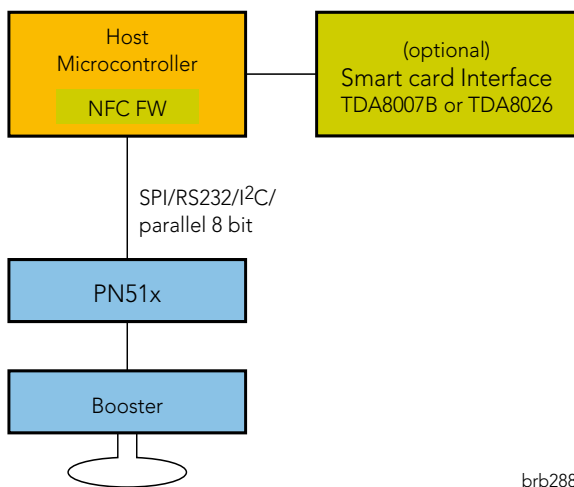 Host
Microcontroller
NFC FW
(optional)
Smart card Interface
TDA8007B or TDA8026
SPI/RS232/I²C/
parallel 8 bit
PN51x
Booster
brb288